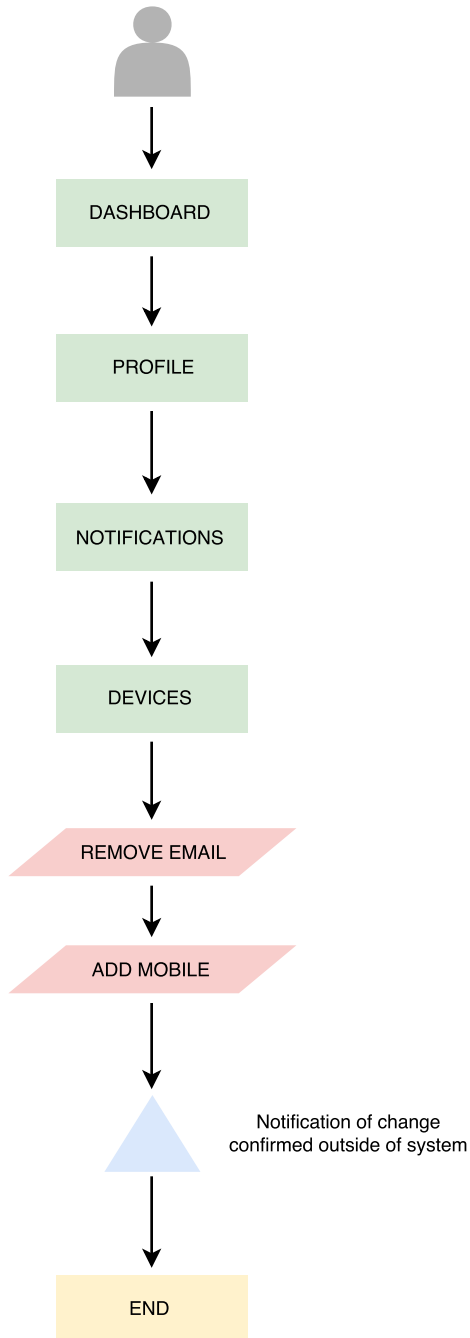 DASHBOARD
PROFILE
NOTIFICATIONS
DEVICES
REMOVE EMAIL
ADD MOBILE
Notification of change
confirmed outside of system
END